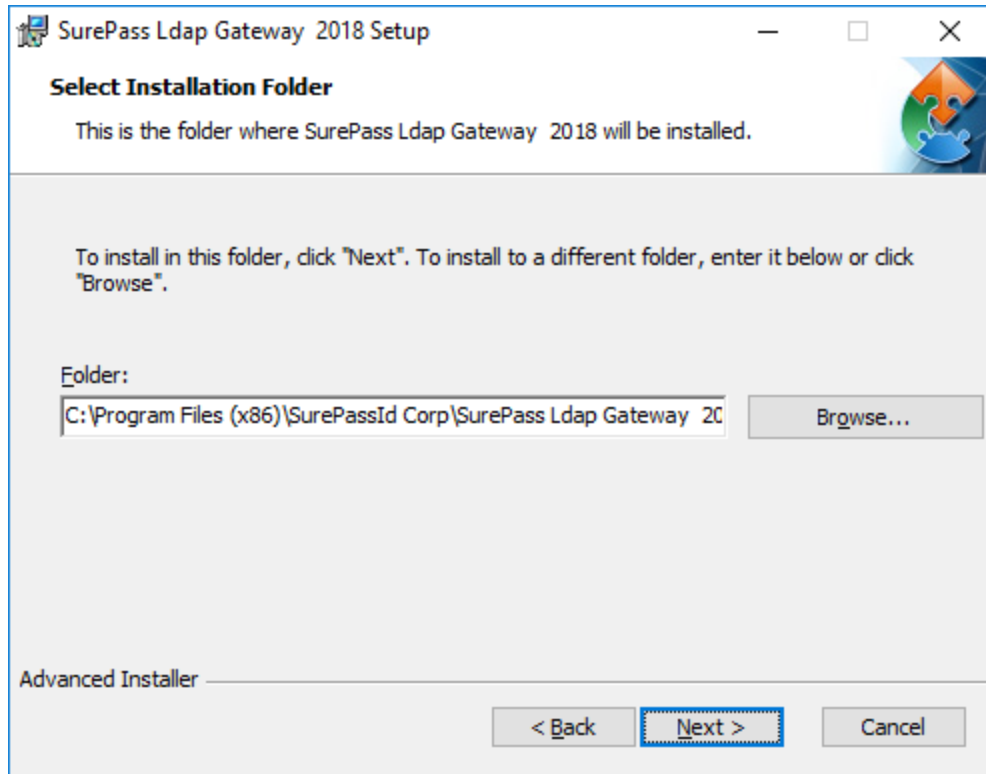 SurePass Ldap Gateway  2018 Setup
Select Installation Folder
This is the folder where SurePass Ldap Gateway  2018 will be installed.
To install in this folder, click "Next". To install to a different folder, enter it below or click
"Browse".
Folder:
C:\Program Files (x86)\SurePassId Corp\SurePass Ldap Gateway  20
Browse...
Advanced Installer
< Back
Next >
Cancel